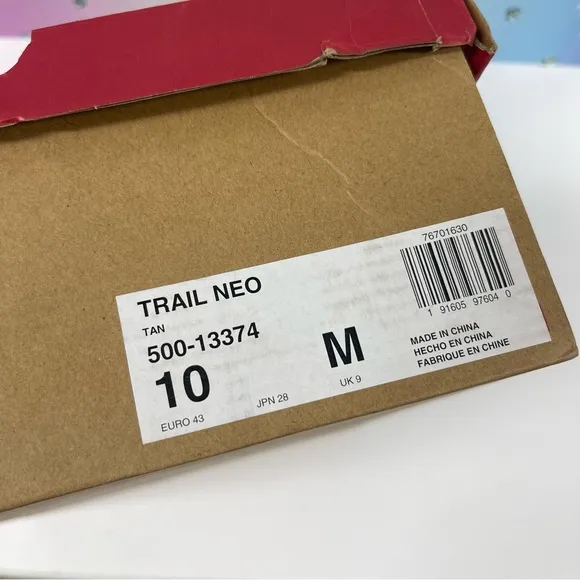 TRAIL NEO
TAN
500-13374
10
M
EURO 43
JPN 28
UK 9
76701630
1 91605 97604 0
MADE IN CHINA
HECHO EN CHINA
FABRIQUE EN CHINE